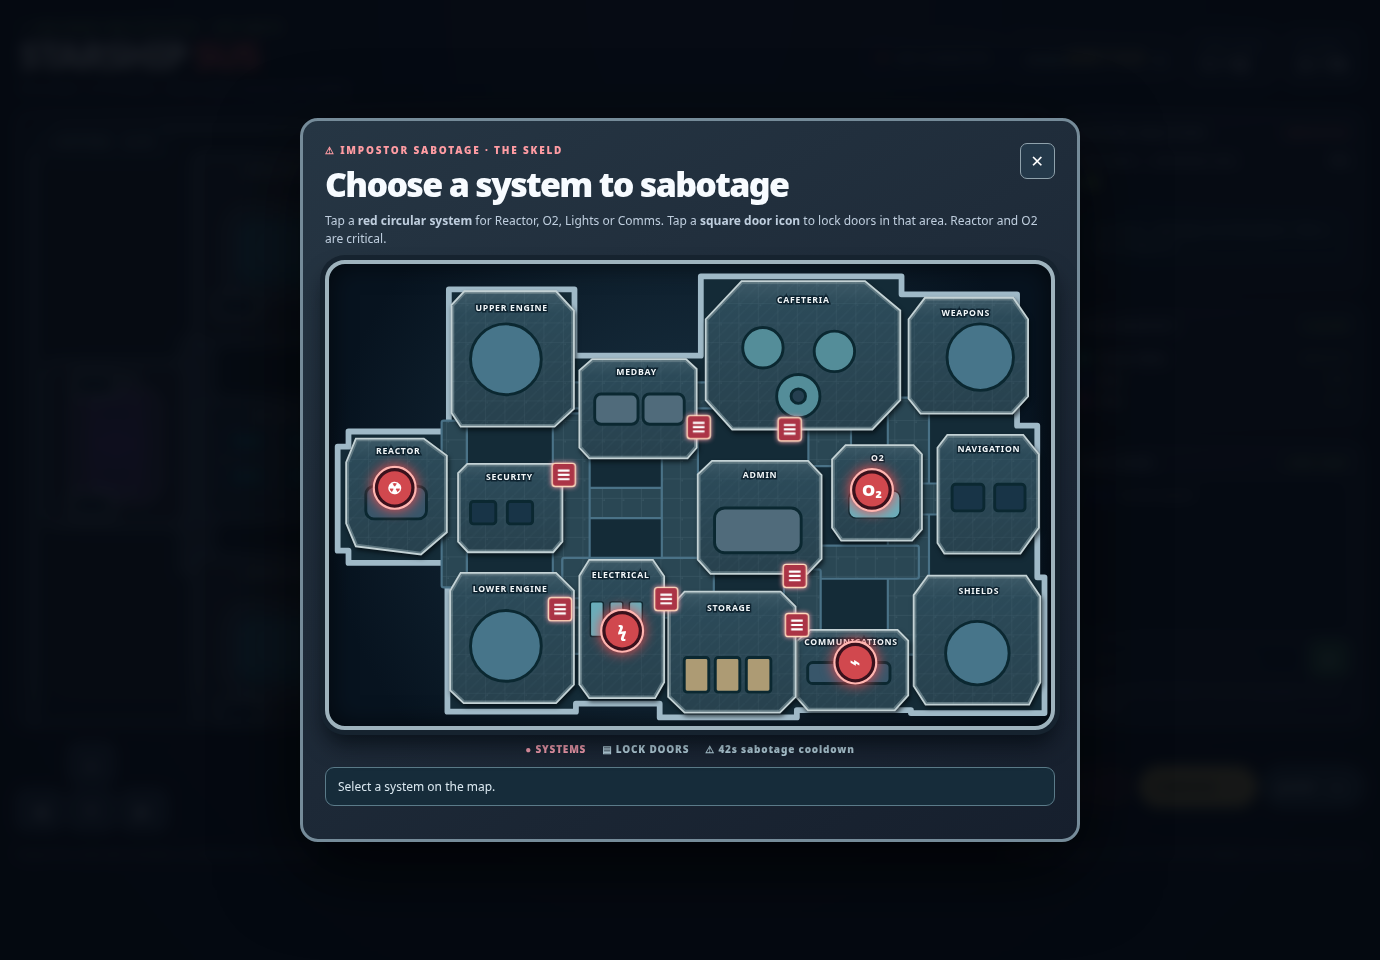 ⚠ IMPOSTOR SABOTAGE · THE SKELD
Choose a system to sabotage
✕
Tap a red circular system for Reactor, O2, Lights or Comms. Tap a square door icon to lock doors in that area. Reactor and O2
are critical.
UPPER ENGINE
CAFETERIA
WEAPONS
MEDBAY
REACTOR
SECURITY
ADMIN
O2
O₂
NAVIGATION
LOWER ENGINE
ELECTRICAL
STORAGE
COMMUNICATIONS
SHIELDS
● SYSTEMS ▤ LOCK DOORS ⚠ 42s sabotage cooldown
Select a system on the map.